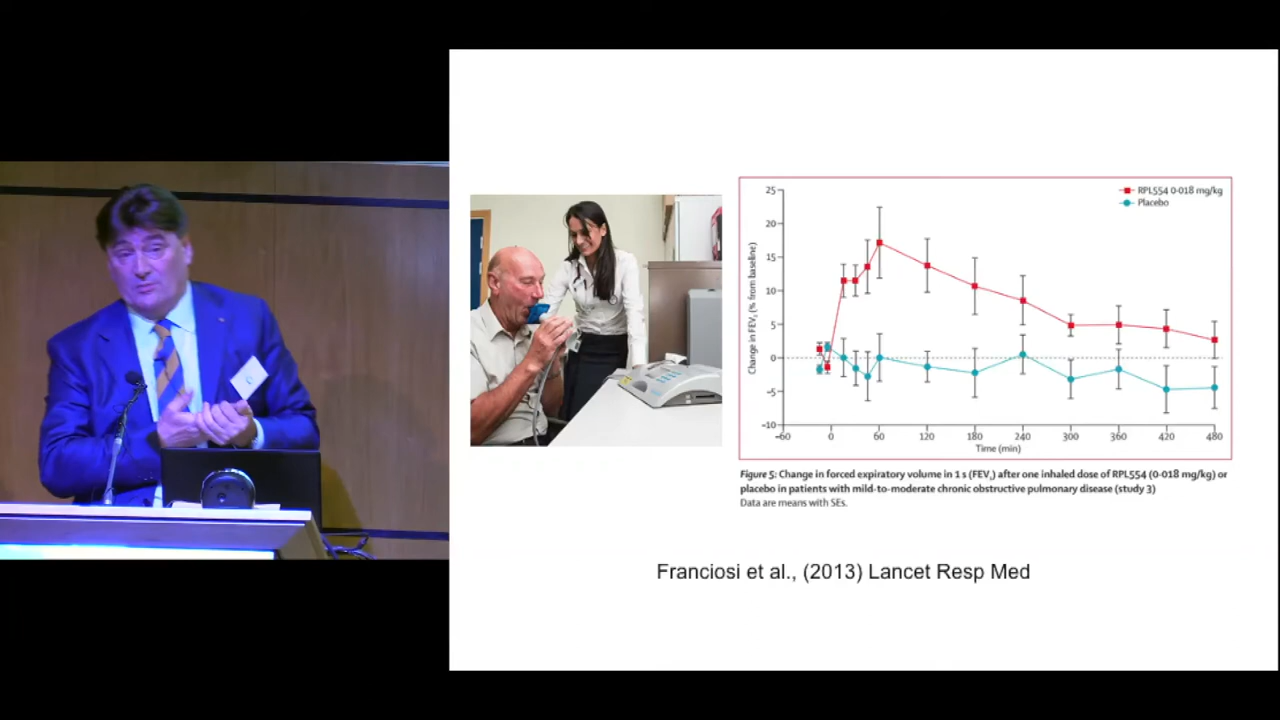 25
20
15
10
5
0
−5
−10
Change in FEV₁ (% from baseline)
RPL554 0·018 mg/kg
Placebo
−60 0 60 120 180 240 300 360 420 480
Time (min)
Figure 5: Change in forced expiratory volume in 1 s (FEV₁) after one inhaled dose of RPL554 (0·018 mg/kg) or
placebo in patients with mild-to-moderate chronic obstructive pulmonary disease (study 3)
Data are means with SEs.
Franciosi et al., (2013) Lancet Resp Med